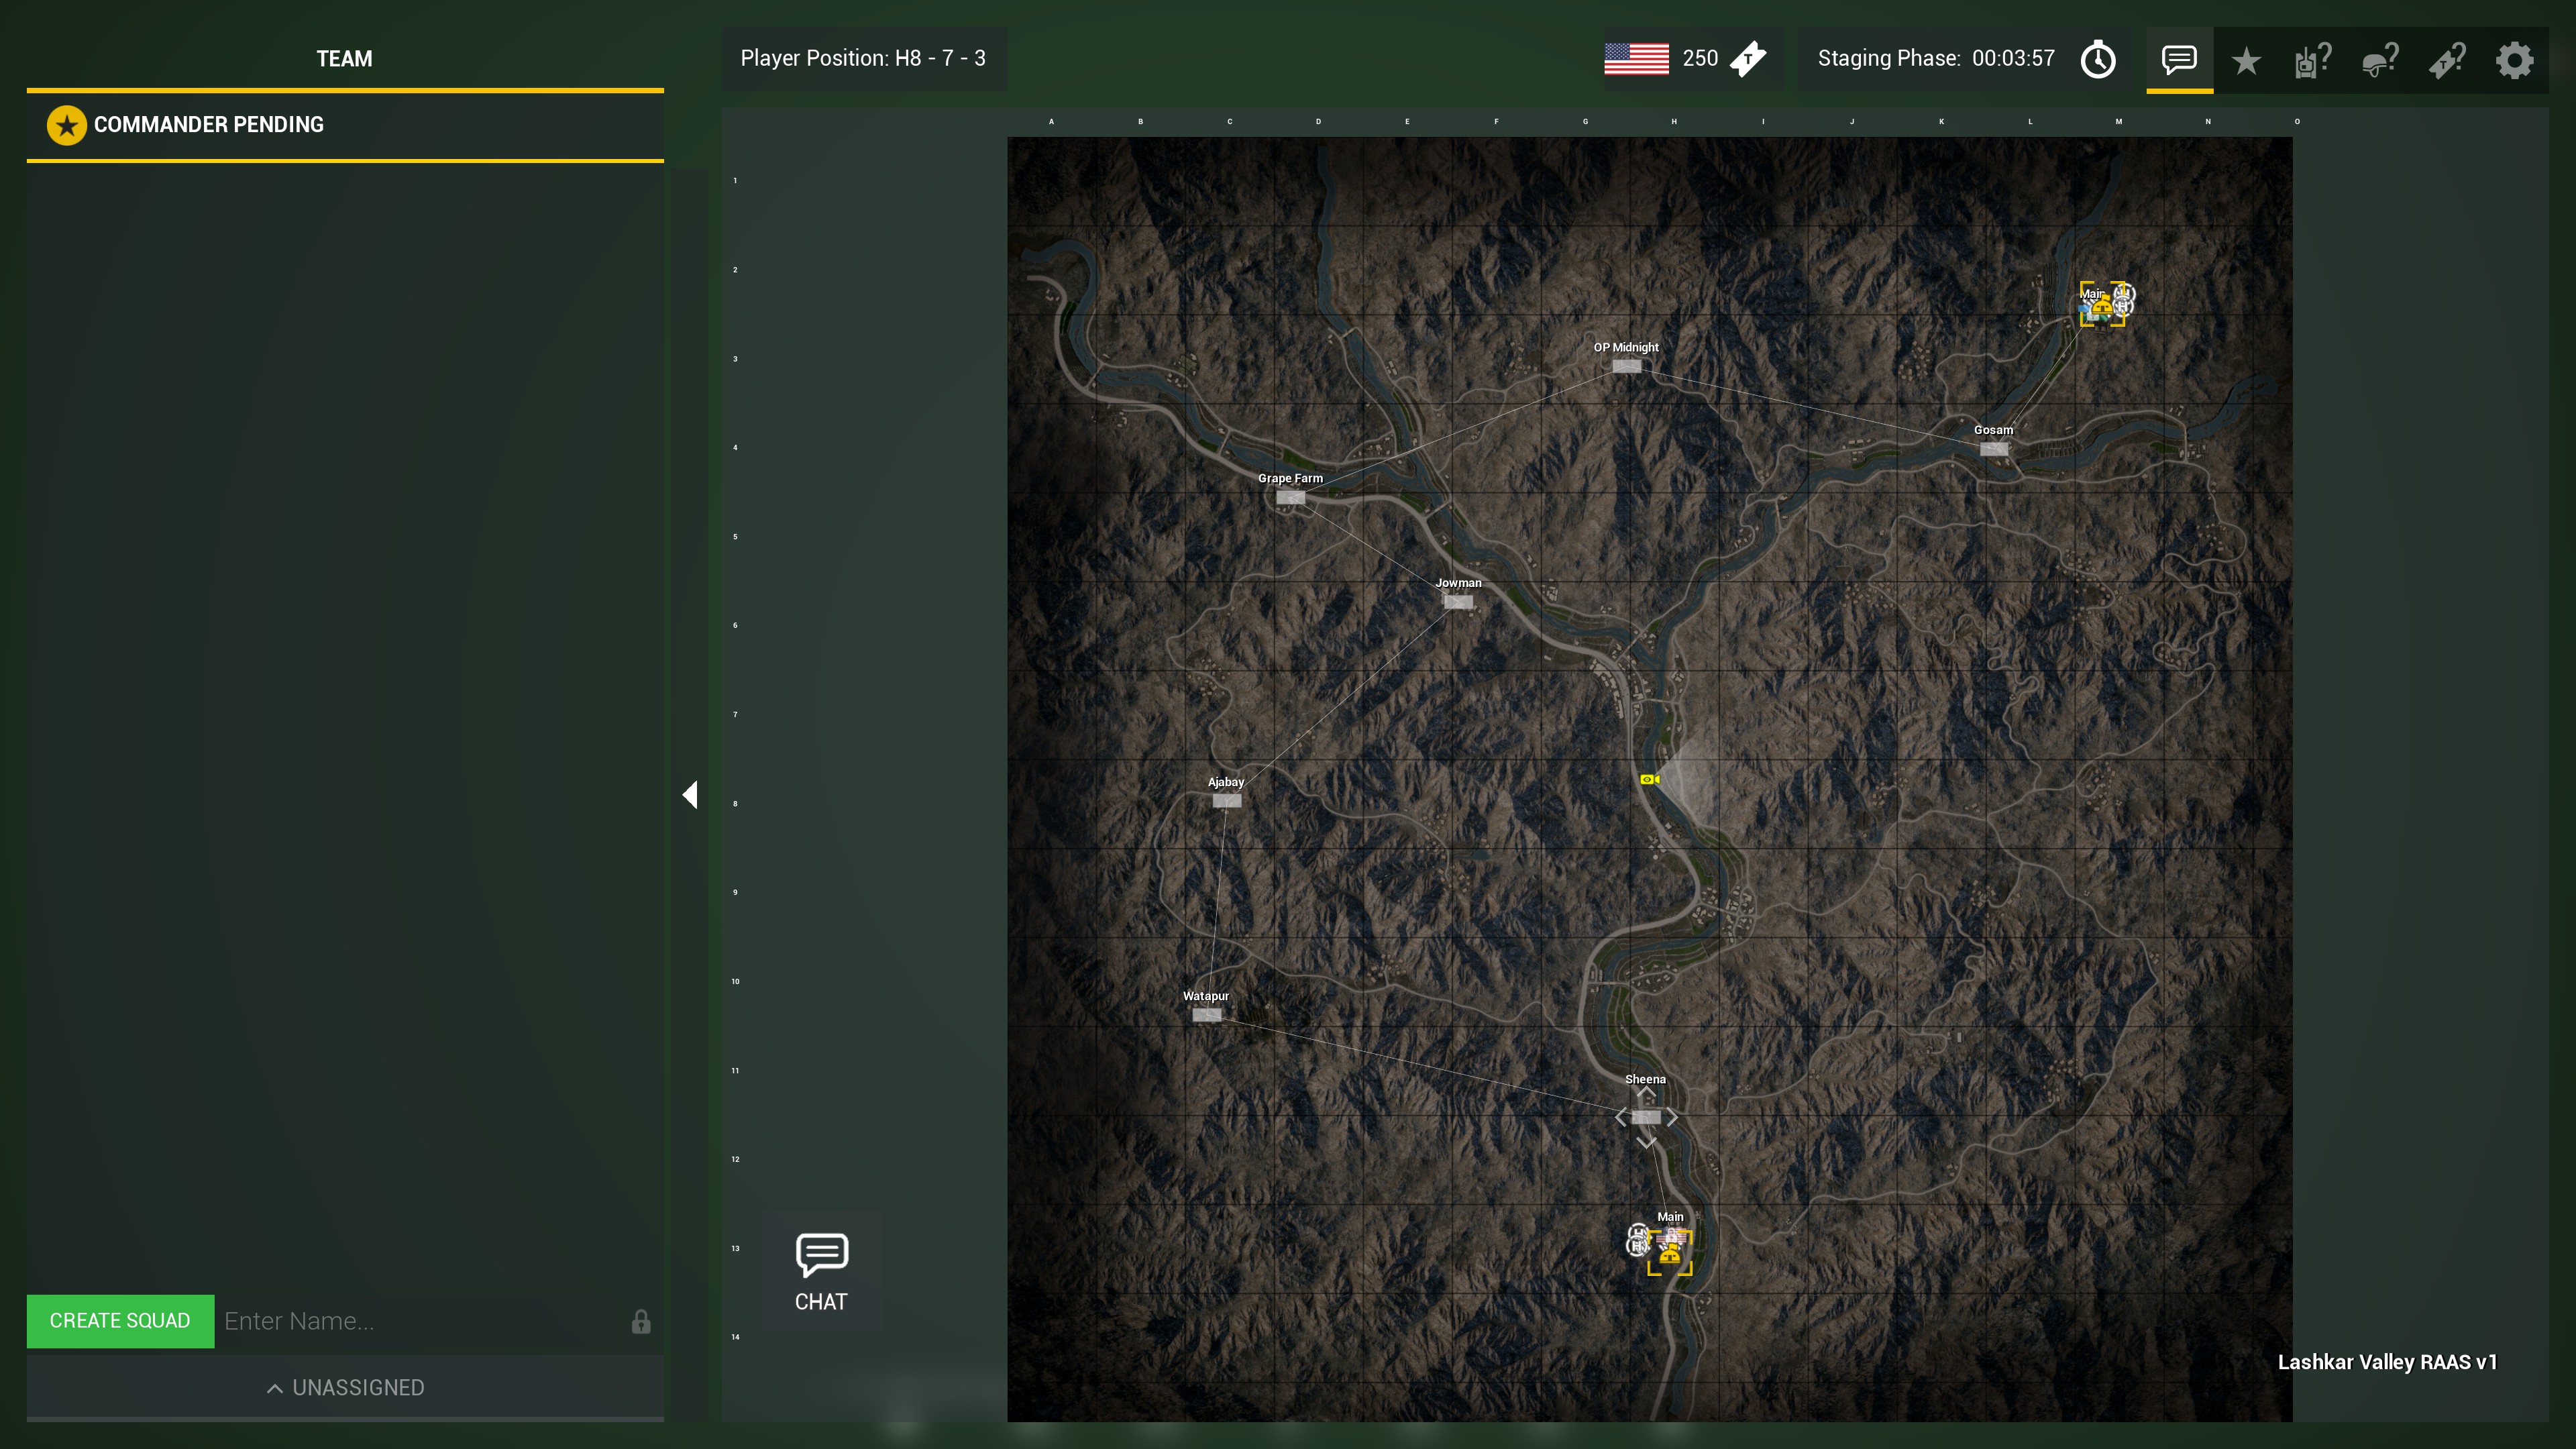 TEAM
Player Position: H8 - 7 - 3
250
T
Staging Phase: 00:03:57
COMMANDER PENDING
A B C D E F G H I J K L M N O
1
2
3
4
5
6
7
8
9
10
11
12
13
14
Main
OP Midnight
Gosam
Grape Farm
Jowman
Ajabay
Watapur
Sheena
Main
CHAT
CREATE SQUAD
Enter Name...
UNASSIGNED
Lashkar Valley RAAS v1